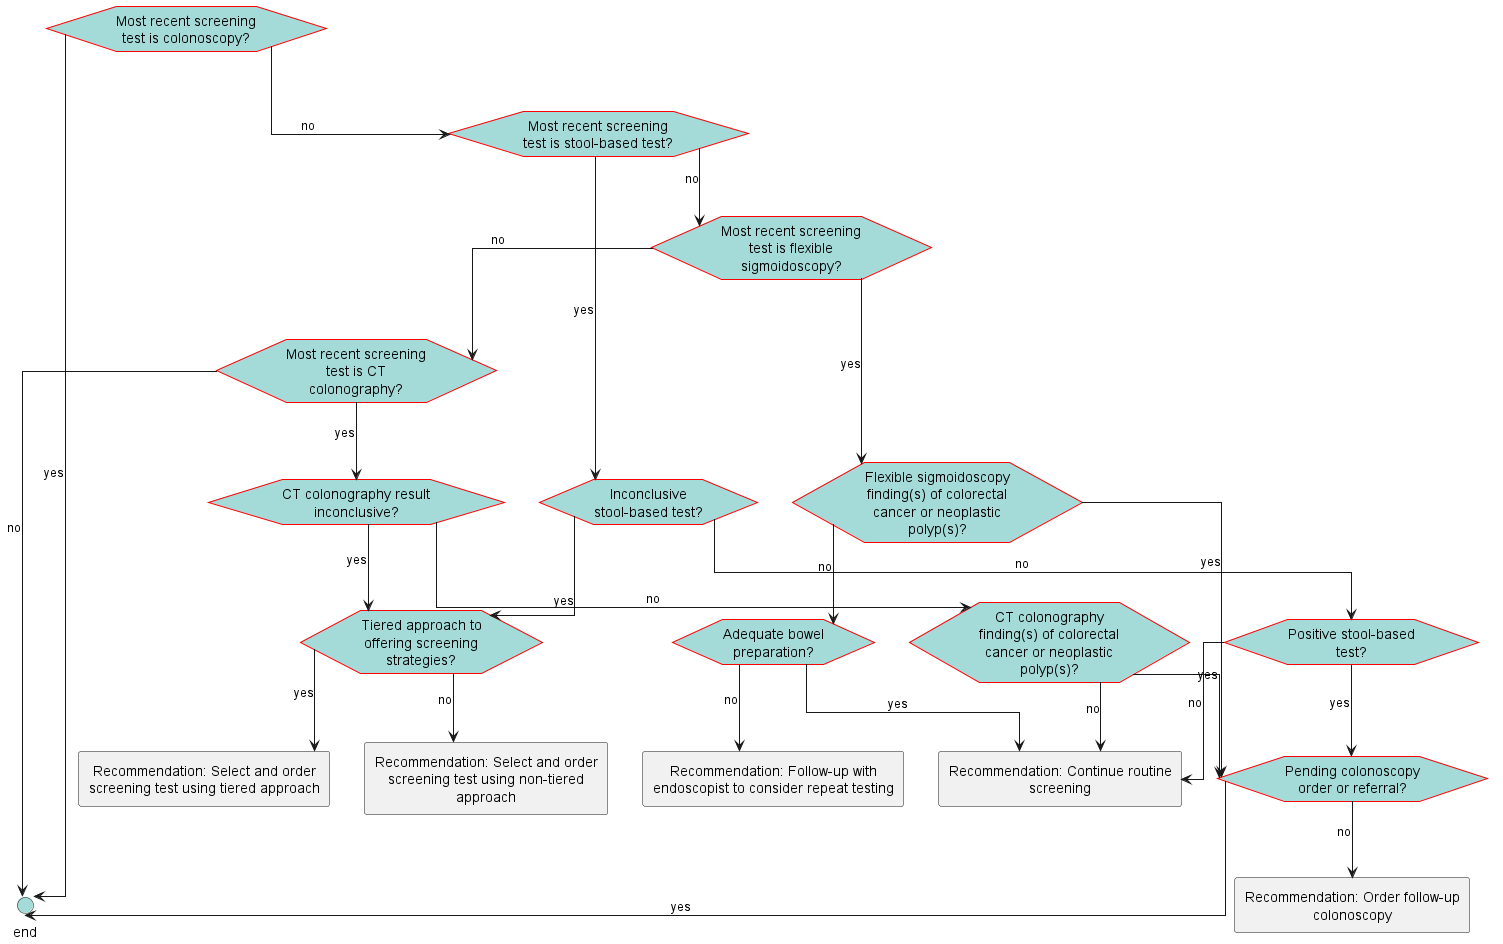 Most recent screening
test is colonoscopy?
no
Most recent screening
test is stool-based test?
no
Most recent screening
test is flexible
sigmoidoscopy?
no
yes
yes
Most recent screening
test is CT
colonography?
yes
yes
no
CT colonography result
inconclusive?
Inconclusive
stool-based test?
Flexible sigmoidoscopy
finding(s) of colorectal
cancer or neoplastic
polyp(s)?
yes
yes
no
no
no
yes
Tiered approach to
offering screening
strategies?
Adequate bowel
preparation?
CT colonography
finding(s) of colorectal
cancer or neoplastic
polyp(s)?
Positive stool-based
test?
yes
no
no
yes
no
yes
no
yes
Recommendation: Select and order
screening test using tiered approach
Recommendation: Select and order
screening test using non-tiered
approach
Recommendation: Follow-up with
endoscopist to consider repeat testing
Recommendation: Continue routine
screening
Pending colonoscopy
order or referral?
no
yes
Recommendation: Order follow-up
colonoscopy
end